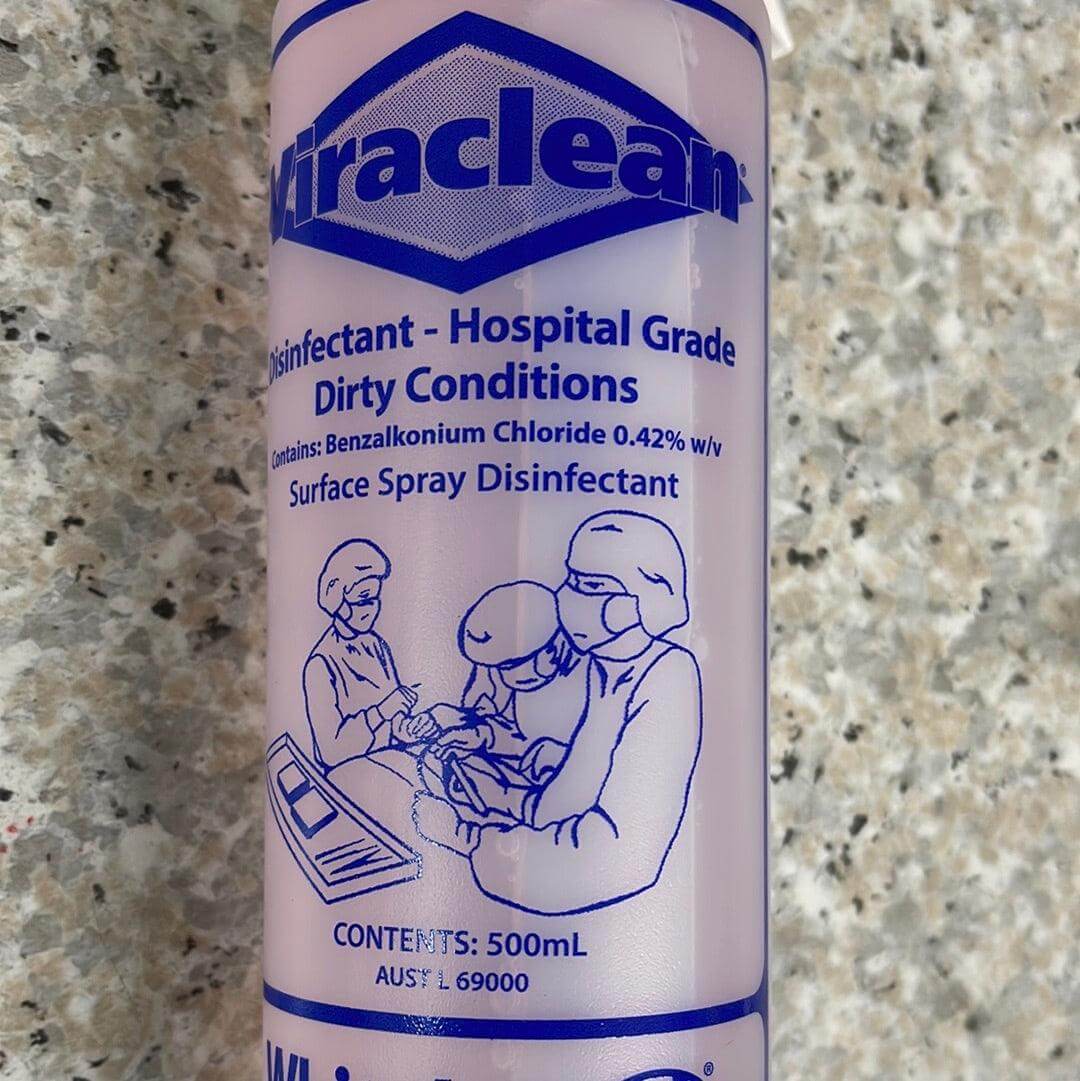 Viraclean®
Disinfectant - Hospital Grade
Dirty Conditions
Contains: Benzalkonium Chloride 0.42% w/v
Surface Spray Disinfectant
CONTENTS: 500mL
AUST L 69000
®